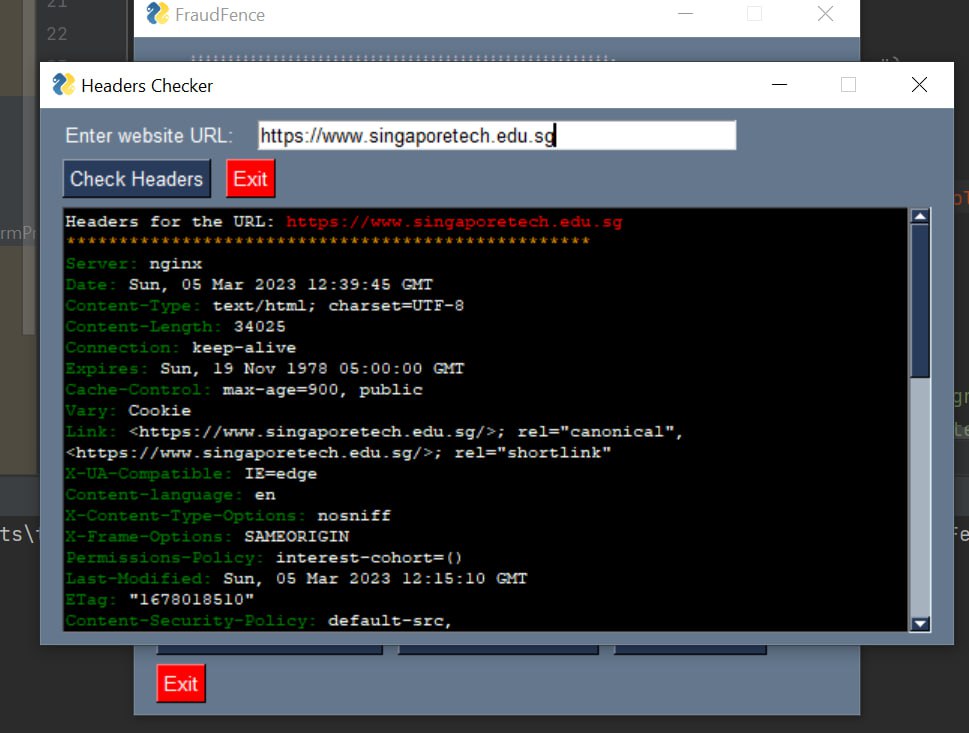 21
22
FraudFence
Headers Checker
Enter website URL: https://www.singaporetech.edu.sg
Check Headers Exit
Headers for the URL: https://www.singaporetech.edu.sg
**************************************************
Server: nginx
Date: Sun, 05 Mar 2023 12:39:45 GMT
Content-Type: text/html; charset=UTF-8
Content-Length: 34025
Connection: keep-alive
Expires: Sun, 19 Nov 1978 05:00:00 GMT
Cache-Control: max-age=900, public
Vary: Cookie
Link: <https://www.singaporetech.edu.sg/>; rel="canonical",
<https://www.singaporetech.edu.sg/>; rel="shortlink"
X-UA-Compatible: IE=edge
Content-language: en
X-Content-Type-Options: nosniff
X-Frame-Options: SAMEORIGIN
Permissions-Policy: interest-cohort=()
Last-Modified: Sun, 05 Mar 2023 12:15:10 GMT
ETag: "1678018510"
Content-Security-Policy: default-src,
Exit